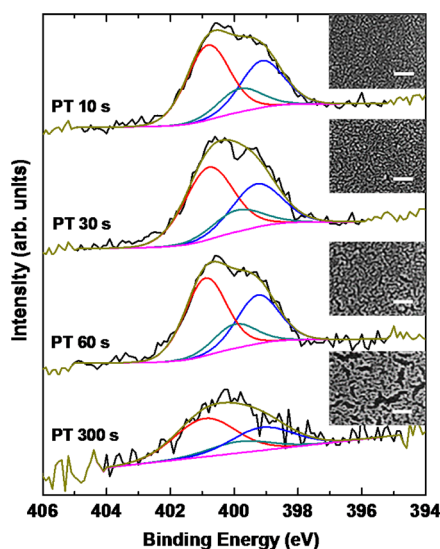 PT 10 s
PT 30 s
PT 60 s
PT 300 s
Intensity (arb. units)
406 404 402 400 398 396 394
Binding Energy (eV)